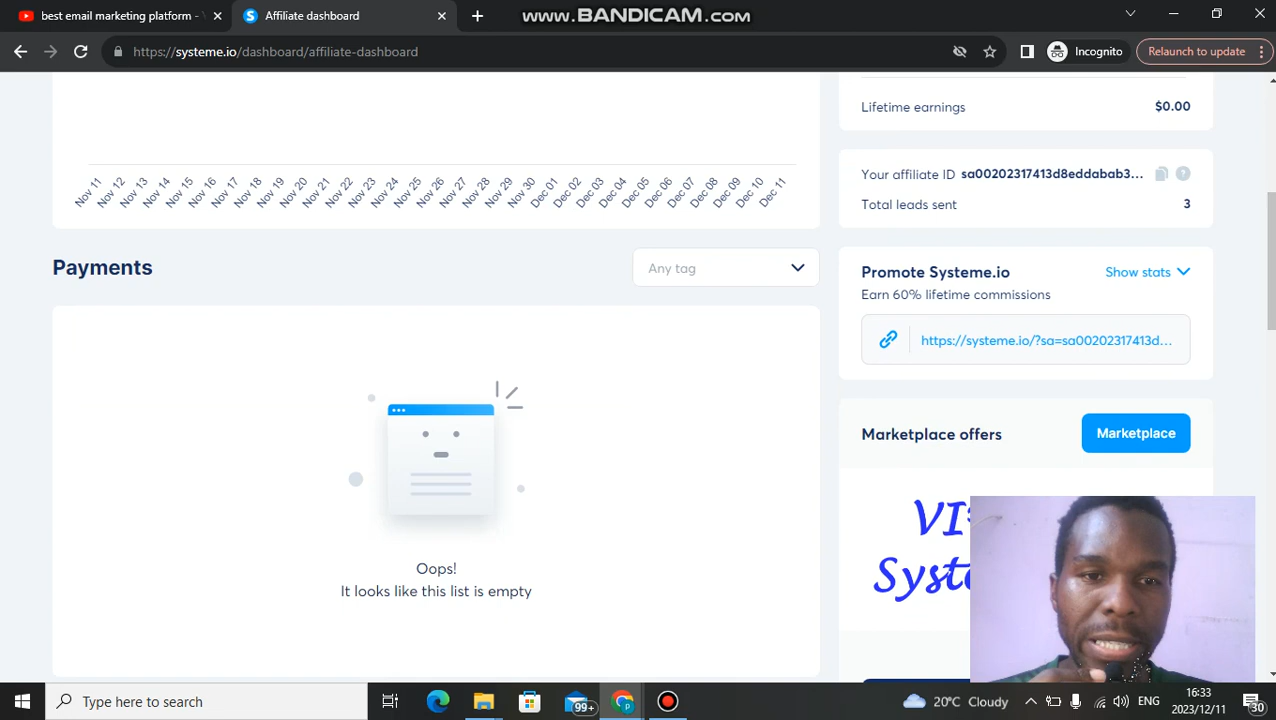 best email marketing platform -
Affiliate dashboard
www.BANDICAM.com
https://systeme.io/dashboard/affiliate-dashboard
Incognito
Relaunch to update
Lifetime earnings
$0.00
Nov 11 Nov 12 Nov 13 Nov 14 Nov 15 Nov 16 Nov 17 Nov 18 Nov 19 Nov 20 Nov 21 Nov 22 Nov 23 Nov 24 Nov 25 Nov 26 Nov 27 Nov 28 Nov 29 Nov 30 Dec 01 Dec 02 Dec 03 Dec 04 Dec 05 Dec 06 Dec 07 Dec 08 Dec 09 Dec 10 Dec 11
Your affiliate ID sa00202317413d8eddabab3...
Total leads sent
3
Payments
Any tag
Promote Systeme.io
Show stats
Earn 60% lifetime commissions
https://systeme.io/?sa=sa00202317413d...
Marketplace offers
Marketplace
Oops!
It looks like this list is empty
Type here to search
99+
20°C Cloudy
ENG
16:33
2023/12/11
30